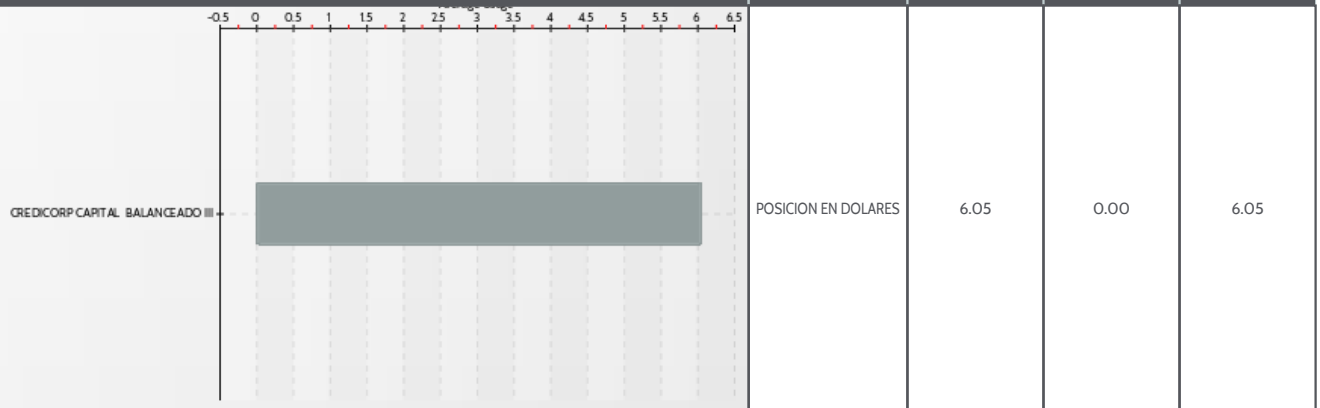 -0.5 0 0.5 1 1.5 2 2.5 3 3.5 4 4.5 5 5.5 6 6.5
CREDICORP CAPITAL BALANCEADO III
POSICION EN DOLARES 6.05 0.00 6.05